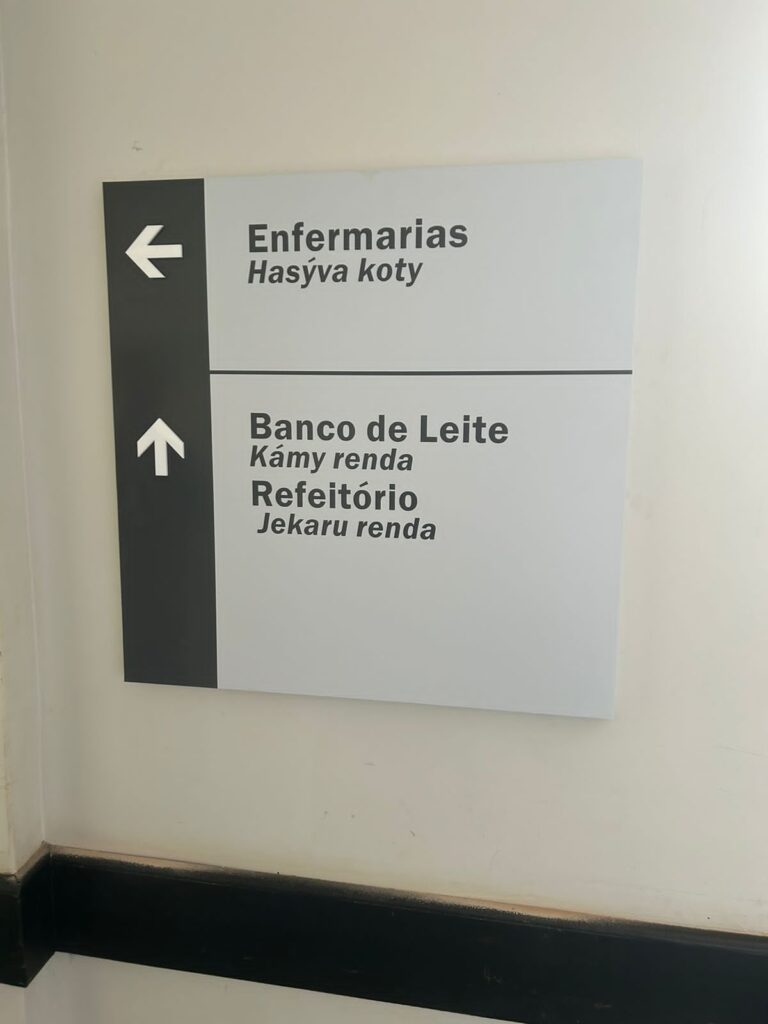 Enfermarias
Hasýva koty
Banco de Leite
Kámy renda
Refeitório
Jekaru renda